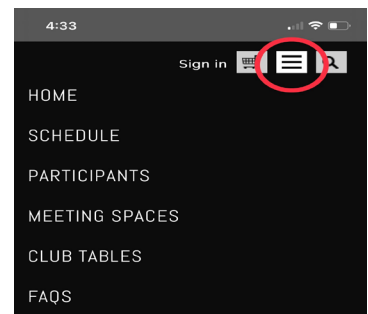 4:33
Sign in
HOME
SCHEDULE
PARTICIPANTS
MEETING SPACES
CLUB TABLES
FAQS